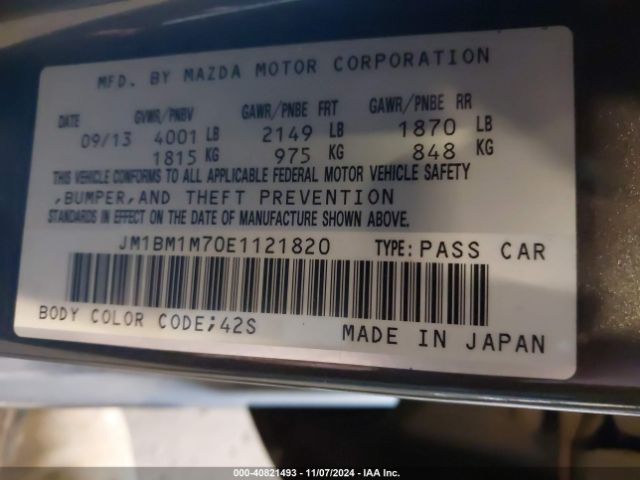 MFD. BY MAZDA MOTOR CORPORATION
DATE GVWR/PNBV GAWR/PNBE FRT GAWR/PNBE RR
09/13 4001 LB 2149 LB 1870 LB
1815 KG 975 KG 848 KG
THIS VEHICLE CONFORMS TO ALL APPLICABLE FEDERAL MOTOR VEHICLE SAFETY
,BUMPER,AND THEFT PREVENTION
STANDARDS IN EFFECT ON THE DATE OF MANUFACTURE SHOWN ABOVE.
JM1BM1M70E1121820 TYPE: PASS CAR
BODY COLOR CODE;42S MADE IN JAPAN
000-40821493 - 11/07/2024 - IAA Inc.